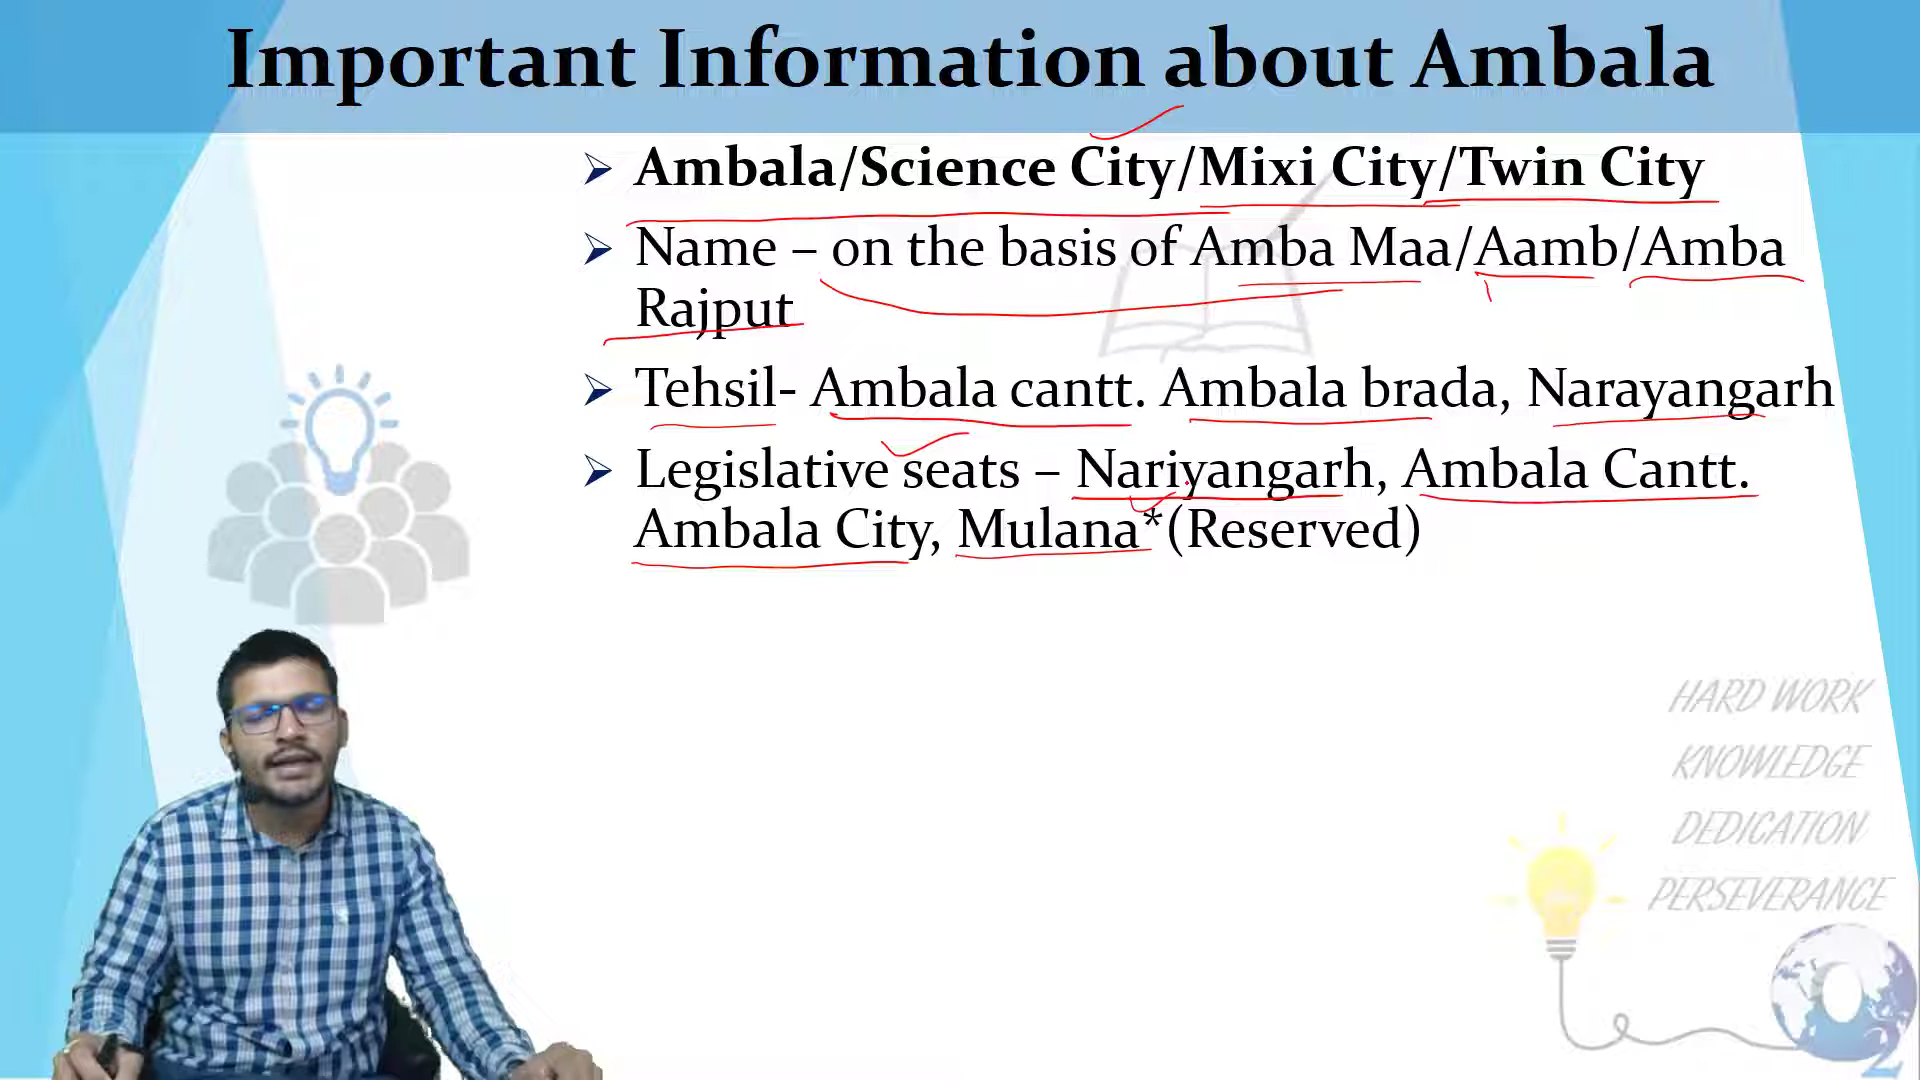 Important Information about Ambala
Ambala/Science City/Mixi City/Twin City
Name – on the basis of Amba Maa/Aamb/Amba
Rajput
Tehsil- Ambala cantt. Ambala brada, Narayangarh
Legislative seats – Nariyangarh, Ambala Cantt.
Ambala City, Mulana*(Reserved)
HARD WORK
KNOWLEDGE
DEDICATION
PERSEVERANCE
O2